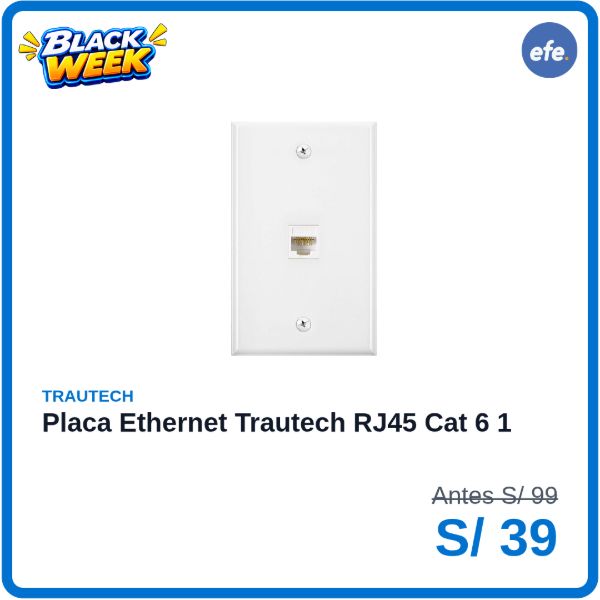 BLACK
WEEK
efe.
TRAUTECH
Placa Ethernet Trautech RJ45 Cat 6 1
Antes S/ 99
S/ 39